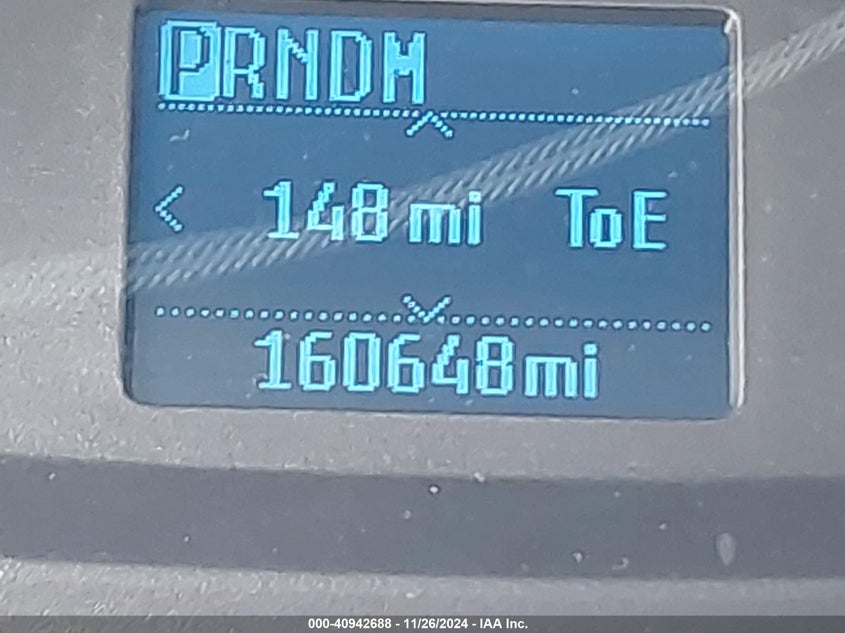 PRNDM
< 148 mi ToE
160648mi
000-40942688 - 11/26/2024 - IAA Inc.